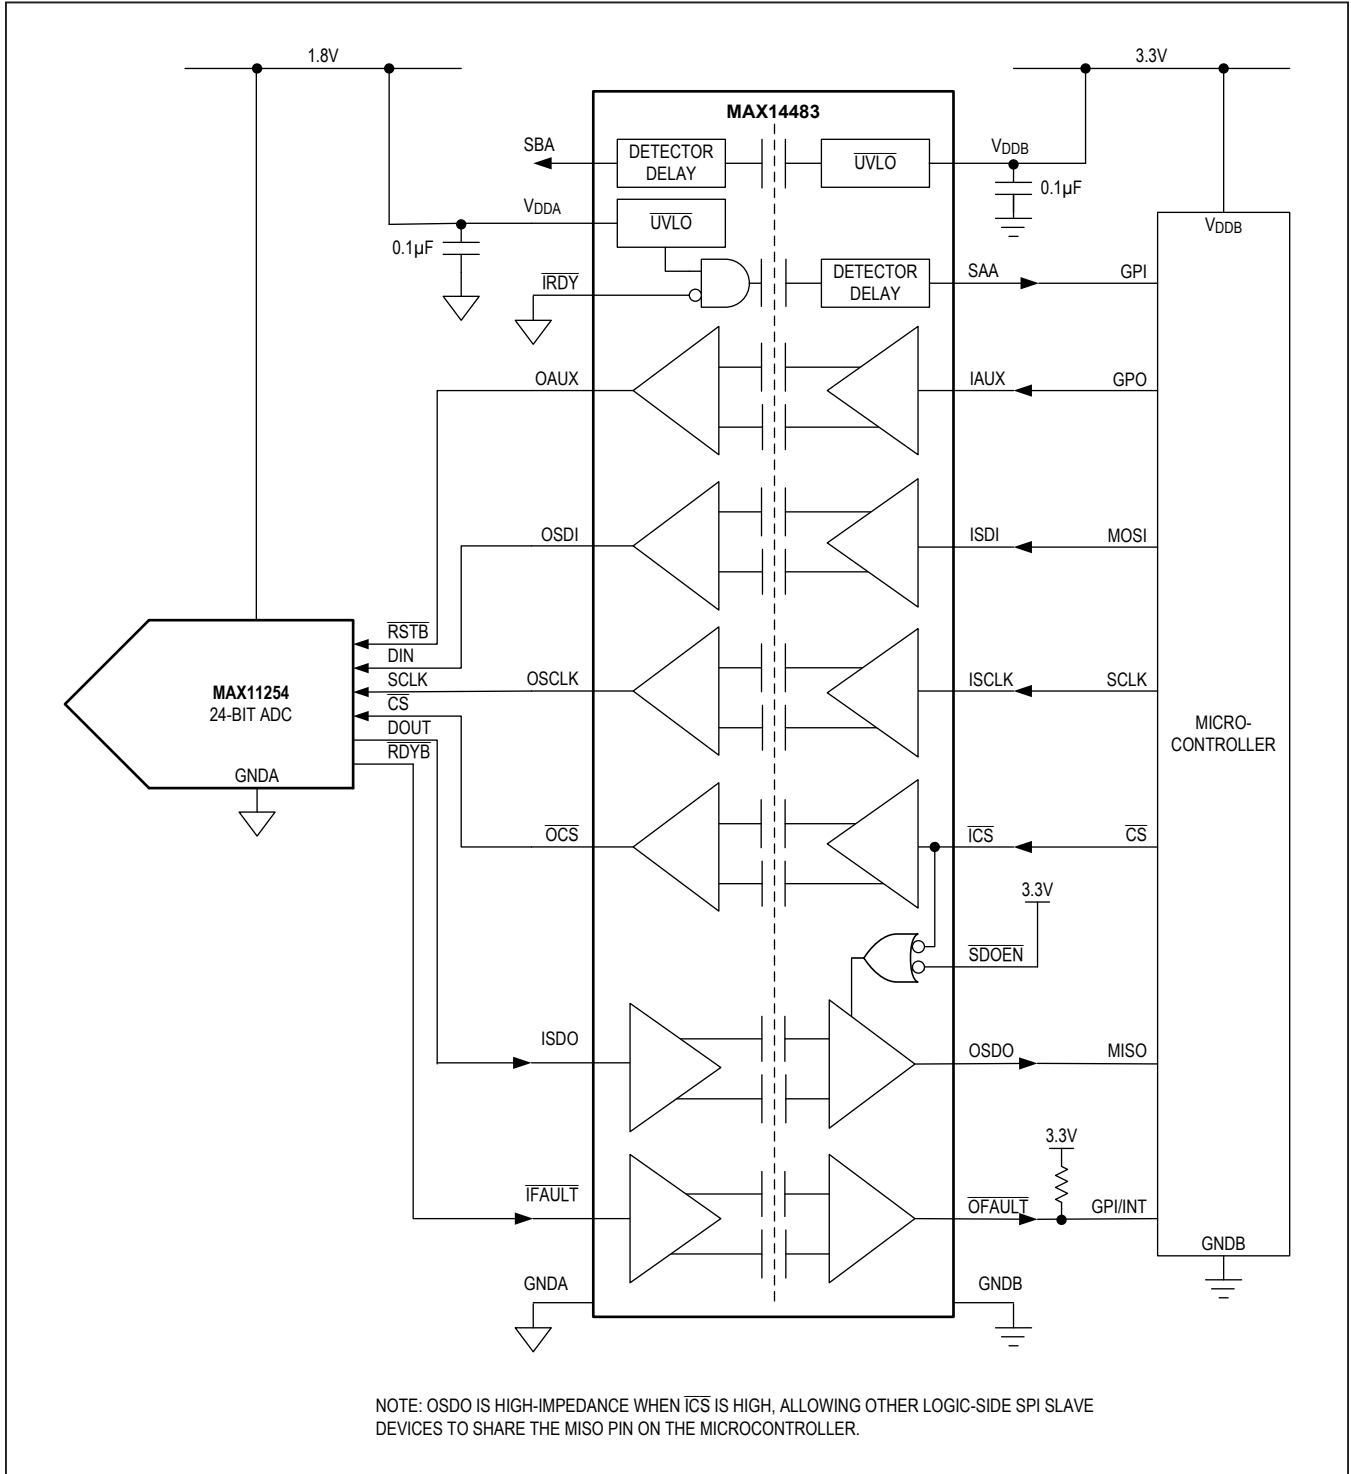 1.8V
3.3V
MAX14483
SBA
DETECTOR
DELAY
UVLO
VDDB
0.1µF
VDDA
UVLO
0.1µF
VDDB
IRDY
DETECTOR
DELAY
SAA
GPI
OAUX
IAUX
GPO
OSDI
ISDI
MOSI
RSTB
DIN
SCLK
CS
DOUT
RDYB
MAX11254
24-BIT ADC
GNDA
OSCLK
ISCLK
SCLK
MICRO-
CONTROLLER
OCS
ICS
CS
3.3V
SDOEN
ISDO
OSDO
MISO
3.3V
IFAULT
OFAULT
GPI/INT
GNDB
GNDA
GNDB
NOTE: OSDO IS HIGH-IMPEDANCE WHEN ICS IS HIGH, ALLOWING OTHER LOGIC-SIDE SPI SLAVE
DEVICES TO SHARE THE MISO PIN ON THE MICROCONTROLLER.